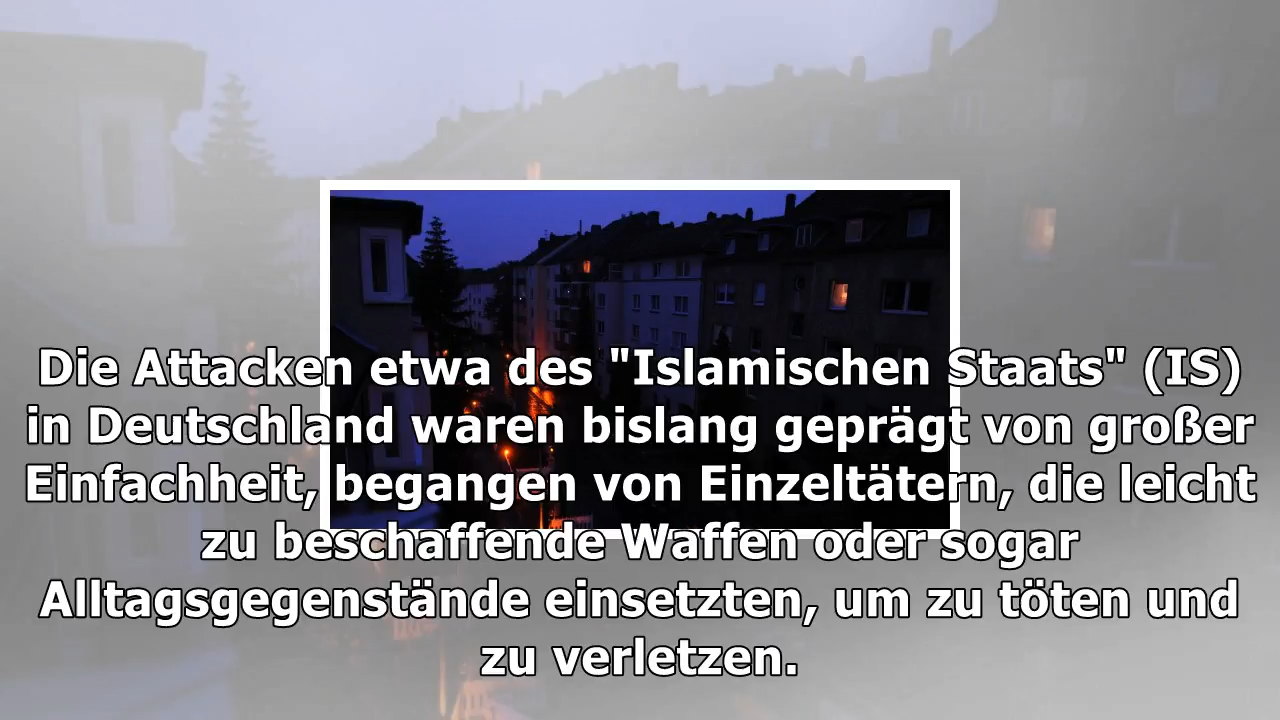 Die Attacken etwa des "Islamischen Staats" (IS)
in Deutschland waren bislang geprägt von großer
Einfachheit, begangen von Einzeltätern, die leicht
zu beschaffende Waffen oder sogar
Alltagsgegenstände einsetzten, um zu töten und
zu verletzen.